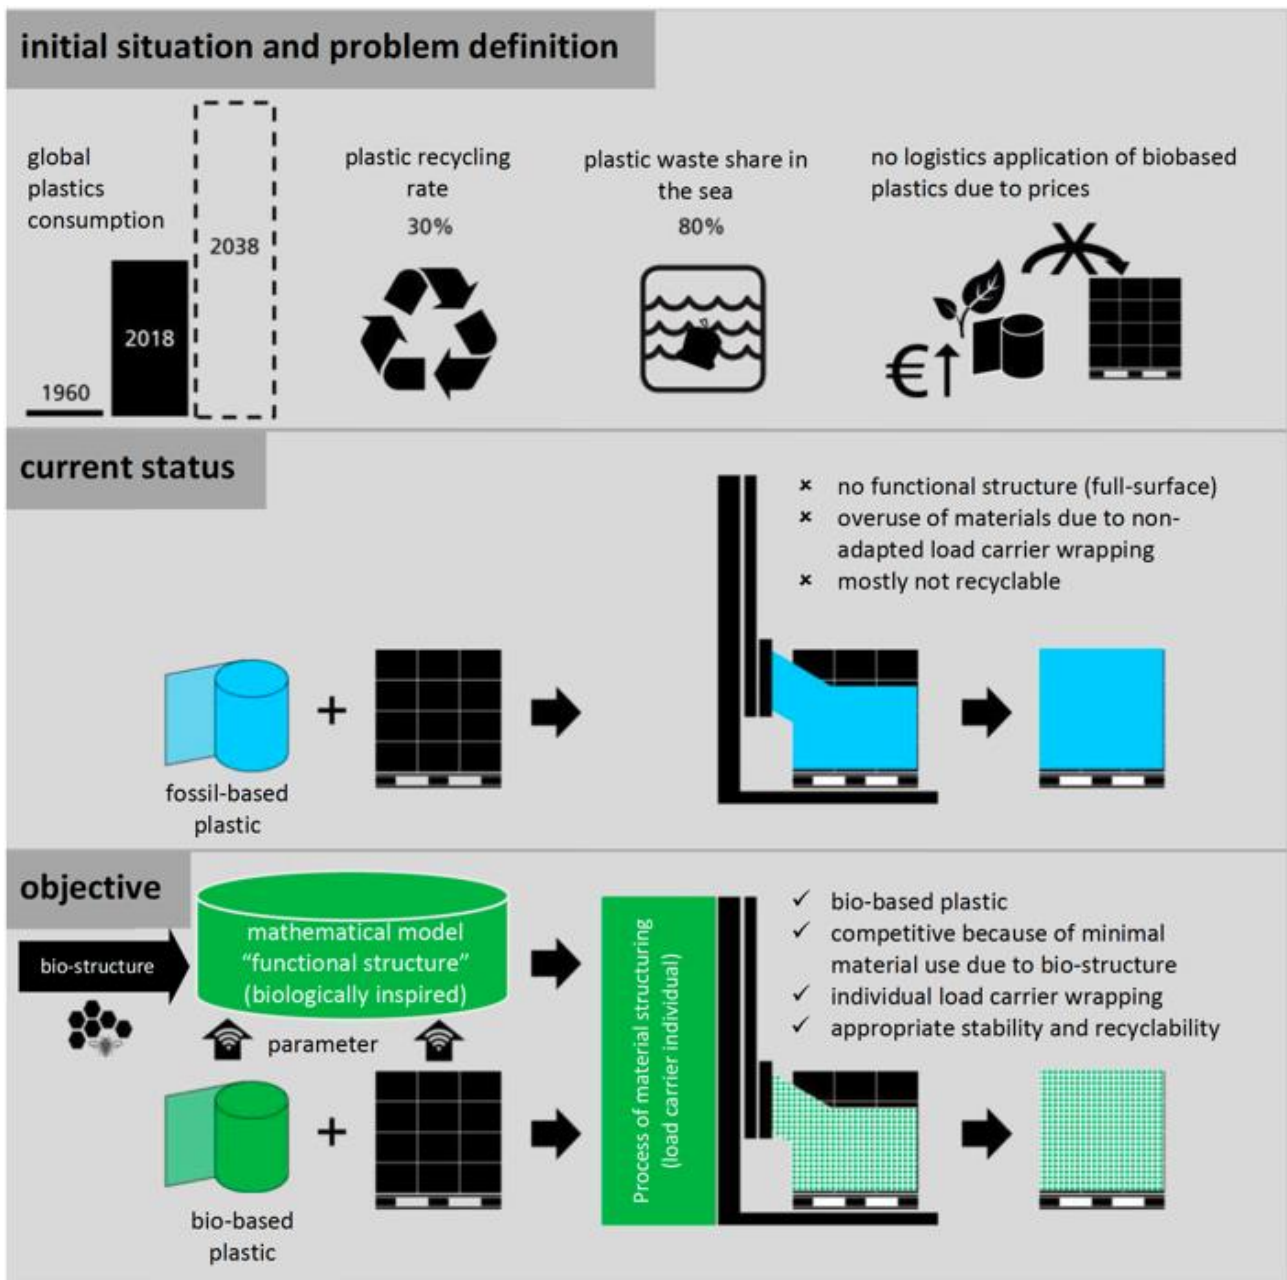 initial situation and problem definition
global
plastics
consumption
1960
2018
2038
plastic recycling
rate
30%
plastic waste share in
the sea
80%
no logistics application of biobased
plastics due to prices
€
current status
× no functional structure (full-surface)
× overuse of materials due to non-
adapted load carrier wrapping
× mostly not recyclable
fossil-based
plastic
+
objective
bio-structure
mathematical model
“functional structure”
(biologically inspired)
parameter
bio-based
plastic
+
Process of material structuring
(load carrier individual)
✓ bio-based plastic
✓ competitive because of minimal
material use due to bio-structure
✓ individual load carrier wrapping
✓ appropriate stability and recyclability